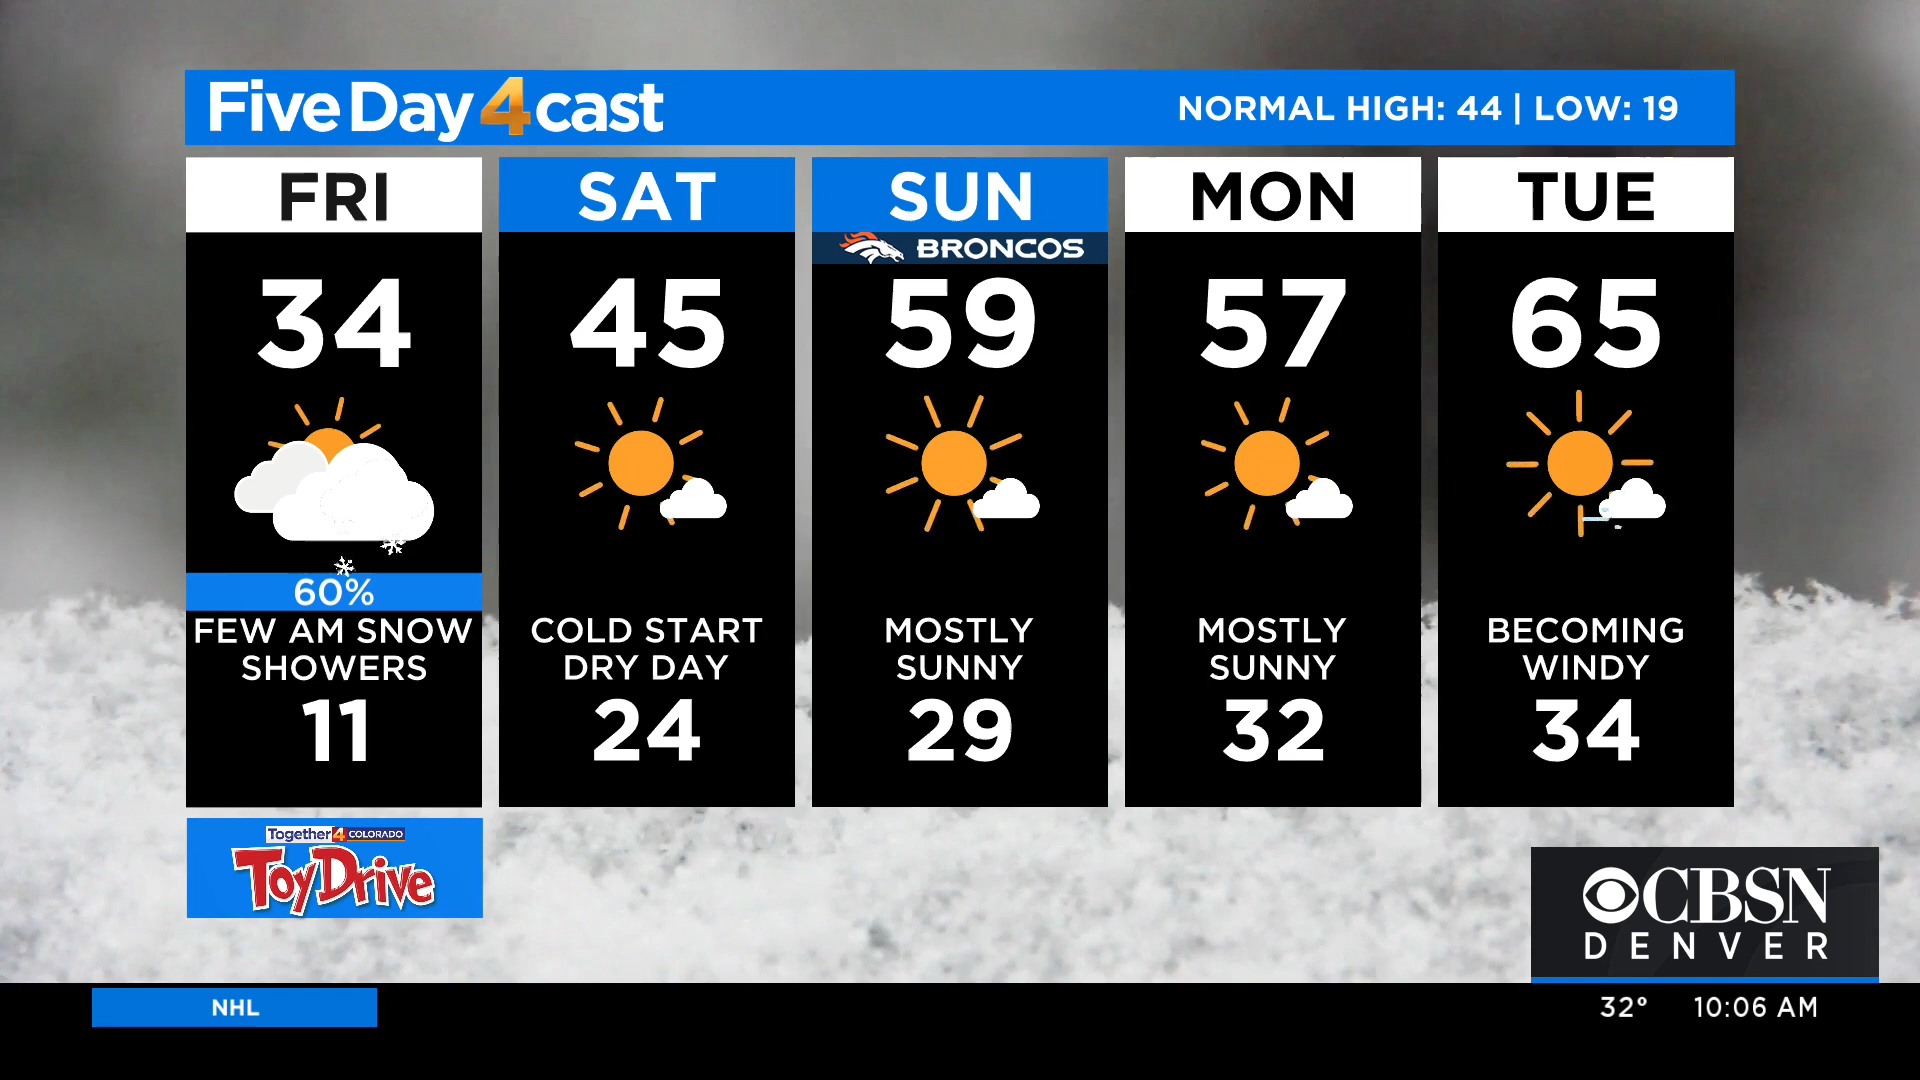 Five Day 4cast
NORMAL HIGH: 44 | LOW: 19
FRI
34
60%
FEW AM SNOW
SHOWERS
11
SAT
45
COLD START
DRY DAY
24
SUN
BRONCOS
59
MOSTLY
SUNNY
29
MON
57
MOSTLY
SUNNY
32
TUE
65
BECOMING
WINDY
34
Together 4 COLORADO
Toy Drive
CBSN
DENVER
NHL
32° 10:06 AM